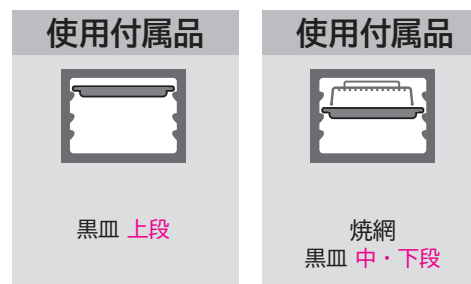 使用付属品
黒皿 上段
使用付属品
焼網
黒皿 中・下段